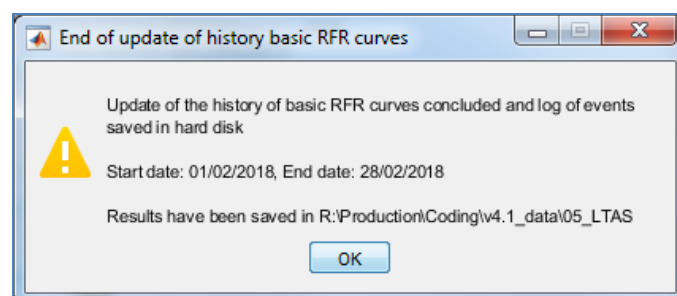 End of update of history basic RFR curves
Update of the history of basic RFR curves concluded and log of events
saved in hard disk
Start date: 01/02/2018, End date: 28/02/2018
Results have been saved in R:\Production\Coding\v4.1_data\05_LTAS
OK